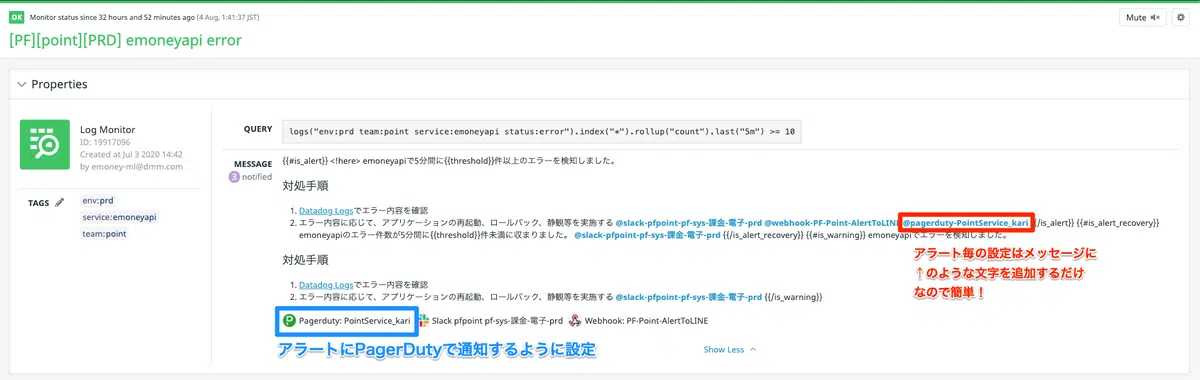 OK Monitor status since 32 hours and 52 minutes ago (4 Aug, 1:41:37 JST)
Mute
[PF][point][PRD] emoneyapi error
Properties
Log Monitor
ID: 19917096
Created at Jul 3 2020 14:42
by emoney-ml@dmm.com
TAGS
env:prd
service:emoneyapi
team:point
QUERY
logs("env:prd team:point service:emoneyapi status:error").index("*").rollup("count").last("5m") >= 10
MESSAGE
3 notified
{{#is_alert}} <!here> emoneyapiで5分間に{{threshold}}件以上のエラーを検知しました。
対処手順
1. Datadog Logsでエラー内容を確認
2. エラー内容に応じて、アプリケーションの再起動、ロールバック、静観等を実施する @slack-pfpoint-pf-sys-課金-電子-prd @webhook-PF-Point-AlertToLINE @pagerduty-PointService_kari {{/is_alert}} {{#is_alert_recovery}}
emoneyapiのエラー件数が5分間に{{threshold}}件未満に収まりました。 @slack-pfpoint-pf-sys-課金-電子-prd {{/is_alert_recovery}} {{#is_warning}} emoneyapiでエラーを検知しました。
対処手順
1. Datadog Logsでエラー内容を確認
2. エラー内容に応じて、アプリケーションの再起動、ロールバック、静観等を実施する @slack-pfpoint-pf-sys-課金-電子-prd {{/is_warning}}
アラート毎の設定はメッセージに
↑のような文字を追加するだけ
なので簡単！
Pagerduty: PointService_kari
Slack pfpoint pf-sys-課金-電子-prd
Webhook: PF-Point-AlertToLINE
アラートにPagerDutyで通知するように設定
Show Less